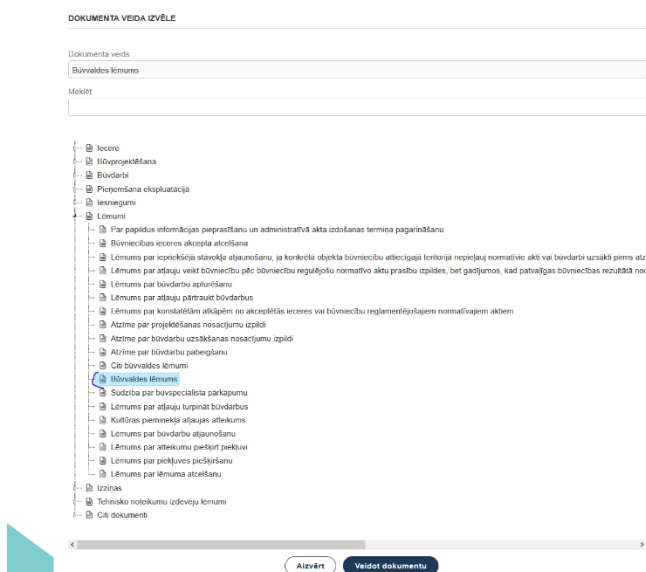 DOKUMENTA VEIDA IZVĒLE
Dokumenta veids
Būvvaldes lēmums
Meklēt
Iecere
Būvprojektēšana
Būvdarbi
Pieņemšana ekspluatācijā
Iesniegumi
Lēmumi
Par papildus informācijas pieprasīšanu un administratīvā akta izdošanas termiņa pagarināšanu
Būvniecības ieceres akcepta atcelšana
Lēmums par iepriekšējā stāvokļa atjaunošanu, ja konkrētā objekta būvniecību attiecīgajā teritorijā nepieļauj normatīvie akti vai būvdarbi uzsākti pirms atz
Lēmums par atļauju veikt būvniecību pēc būvniecību regulējošu normatīvo aktu prasību izpildes, bet gadījumos, kad patvaļīgas būvniecības rezultātā noc
Lēmums par būvdarbu apturēšanu
Lēmums par atļauju pārtraukt būvdarbus
Lēmums par konstatētām atkāpēm no akceptētās ieceres vai būvniecību reglamentējošajiem normatīvajiem aktiem
Atzīme par projektēšanas nosacījumu izpildi
Atzīme par būvdarbu uzsākšanas nosacījumu izpildi
Atzīme par būvdarbu pabeigšanu
Citi būvvaldes lēmumi
Būvvaldes lēmums
Sūdzība par būvspeciālista pārkāpumu
Lēmums par atļauju turpināt būvdarbus
Kultūras pieminekļa atļaujas atteikums
Lēmums par būvdarbu atjaunošanu
Lēmums par atteikumu piešķirt piekļuvi
Lēmums par piekļuves piešķiršanu
Lēmums par lēmuma atcelšanu
Izziņas
Tehnisko noteikumu izdevēju lēmumi
Citi dokumenti
Aizvērt
Veidot dokumentu